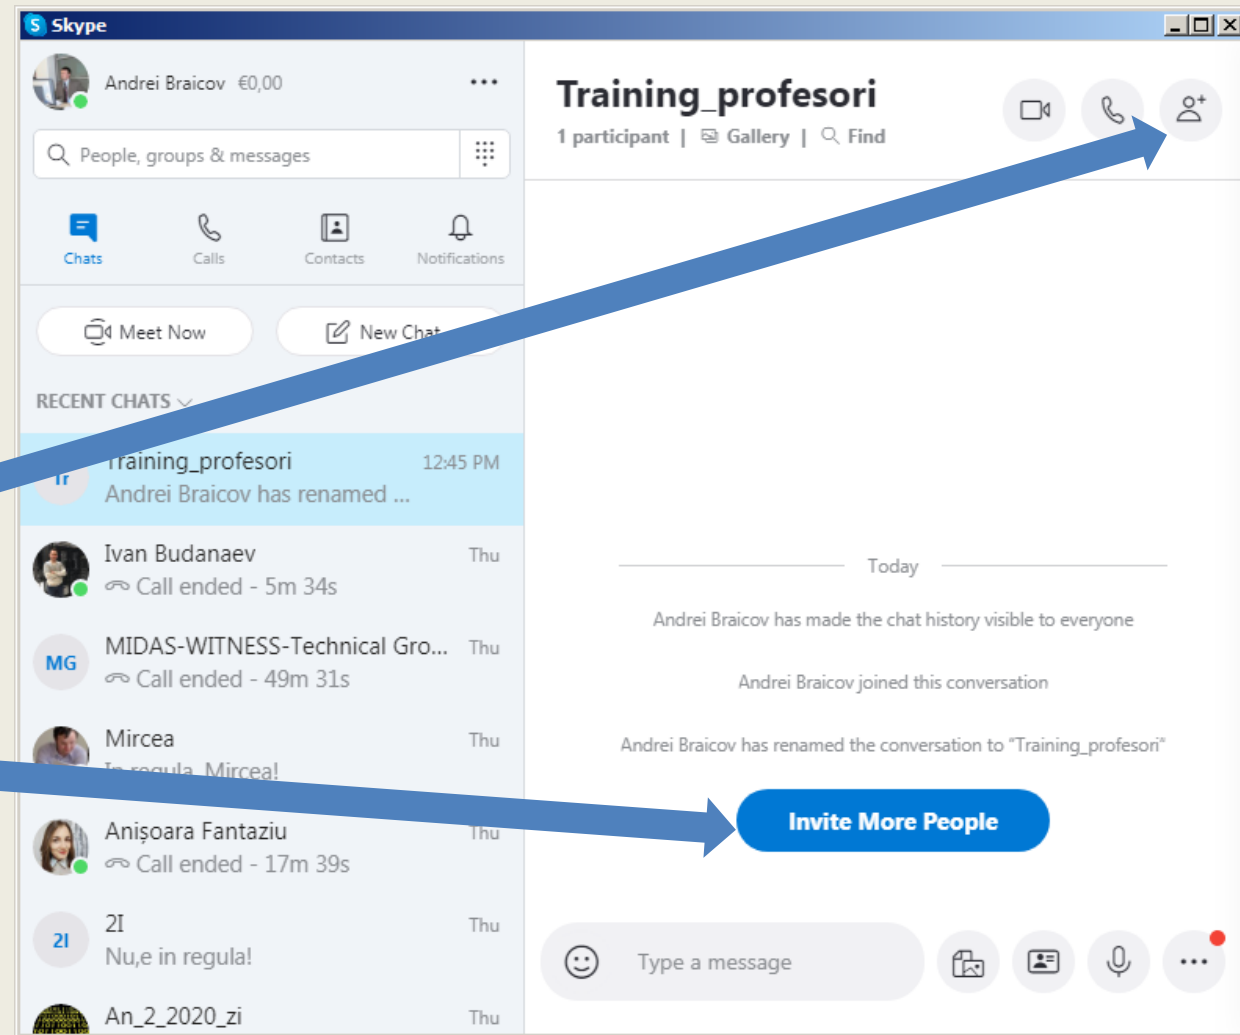 Skype
Andrei Braicov €0,00
People, groups & messages
Chats
Calls
Contacts
Notifications
Meet Now
New Chat
RECENT CHATS
Tr
Training_profesori 12:45 PM
Andrei Braicov has renamed ...
Ivan Budanaev Thu
Call ended - 5m 34s
MG
MIDAS-WITNESS-Technical Gro... Thu
Call ended - 49m 31s
Mircea Thu
In regula, Mircea!
Anișoara Fantaziu Thu
Call ended - 17m 39s
2I
2I Thu
Nu,e in regula!
An_2_2020_zi Thu
Training_profesori
1 participant | Gallery | Find
Today
Andrei Braicov has made the chat history visible to everyone
Andrei Braicov joined this conversation
Andrei Braicov has renamed the conversation to “Training_profesori”
Invite More People
Type a message